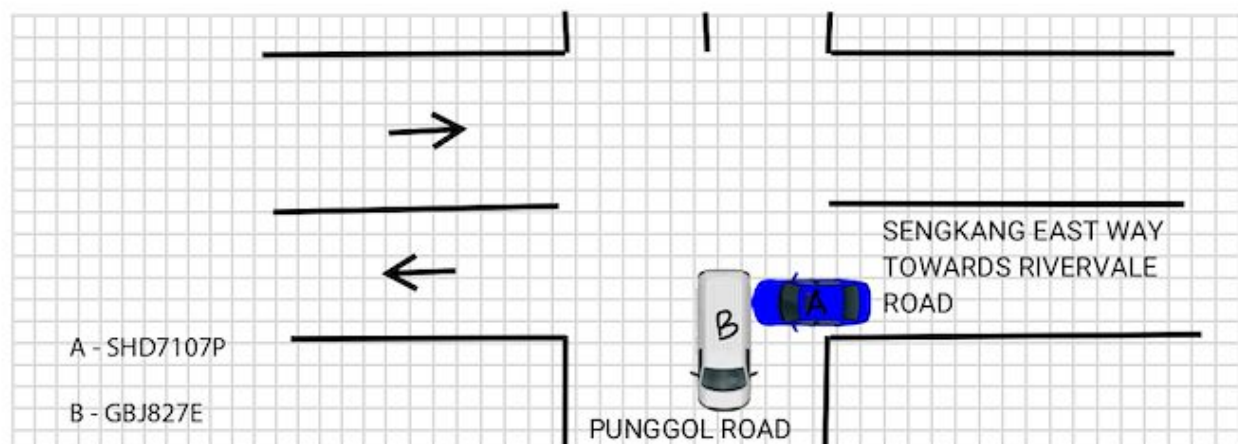 SENGKANG EAST WAY
TOWARDS RIVERVALE
ROAD
A
B
A - SHD7107P
B - GBJ827E
PUNGGOL ROAD